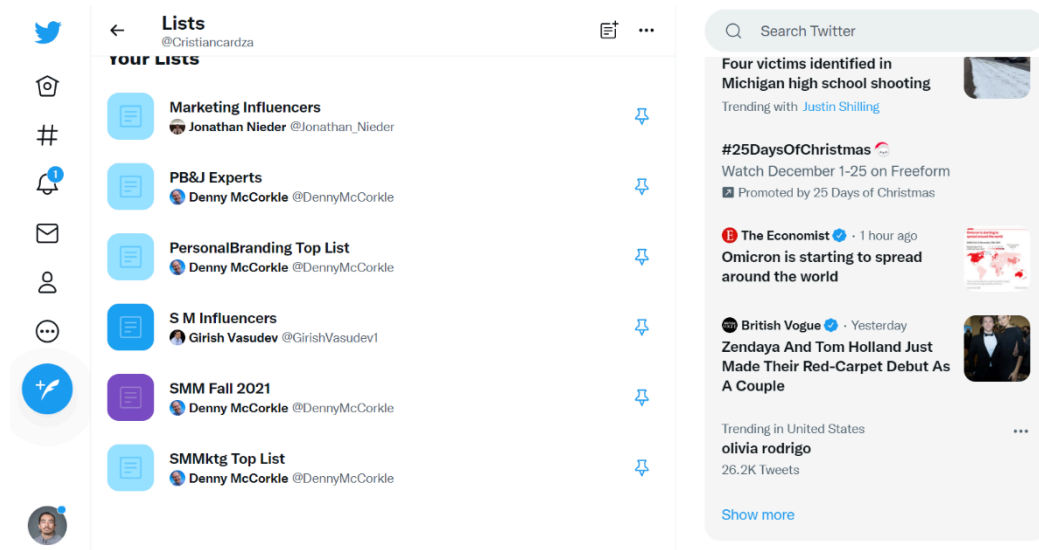 Lists
@Cristiancardza
Your Lists
Marketing Influencers
Jonathan Nieder @Jonathan_Nieder
PB&J Experts
Denny McCorkle @DennyMcCorkle
PersonalBranding Top List
Denny McCorkle @DennyMcCorkle
S M Influencers
Girish Vasudev @GirishVasudev1
SMM Fall 2021
Denny McCorkle @DennyMcCorkle
SMMktg Top List
Denny McCorkle @DennyMcCorkle
1
Search Twitter
Four victims identified in
Michigan high school shooting
Trending with Justin Shilling
#25DaysOfChristmas
Watch December 1-25 on Freeform
Promoted by 25 Days of Christmas
The Economist · 1 hour ago
Omicron is starting to spread
around the world
British Vogue · Yesterday
Zendaya And Tom Holland Just
Made Their Red-Carpet Debut As
A Couple
Trending in United States
olivia rodrigo
26.2K Tweets
Show more